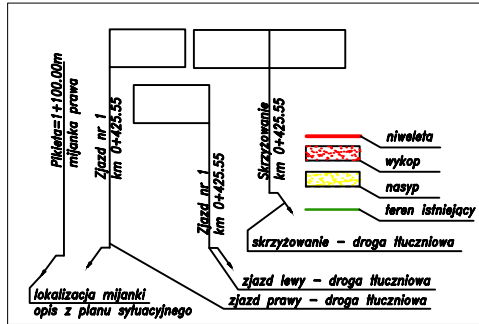 Pikieta=1+100.00m
mijanka prawa
Zjazd nr 1
km 0+425.55
Zjazd nr 1
km 0+425.55
Skrzyżowanie
km 0+425.55
niweleta
wykop
nasyp
teren istniejący
skrzyżowanie – droga tłuczniowa
zjazd lewy – droga tłuczniowa
zjazd prawy – droga tłuczniowa
lokalizacja mijanki
opis z planu sytuacyjnego